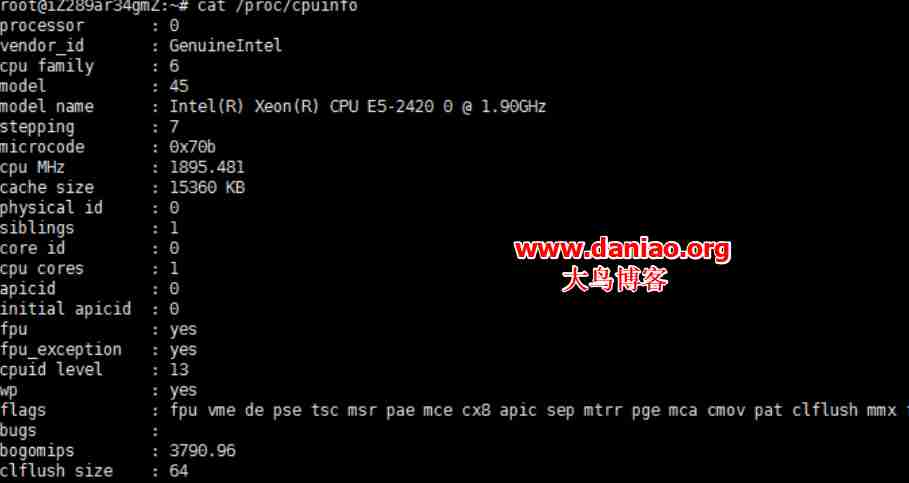 root@iZ289ar34gmZ:~# cat /proc/cpuinfo
processor : 0
vendor_id : GenuineIntel
cpu family : 6
model : 45
model name : Intel(R) Xeon(R) CPU E5-2420 0 @ 1.90GHz
stepping : 7
microcode : 0x70b
cpu MHz : 1895.481
cache size : 15360 KB
physical id : 0
siblings : 1
core id : 0
www.daniao.org
cpu cores : 1
大鸟博客
apicid : 0
initial apicid : 0
fpu : yes
fpu_exception : yes
cpuid level : 13
wp : yes
flags : fpu vme de pse tsc msr pae mce cx8 apic sep mtrr pge mca cmov pat clflush mmx
bugs :
bogomips : 3790.96
clflush size : 64